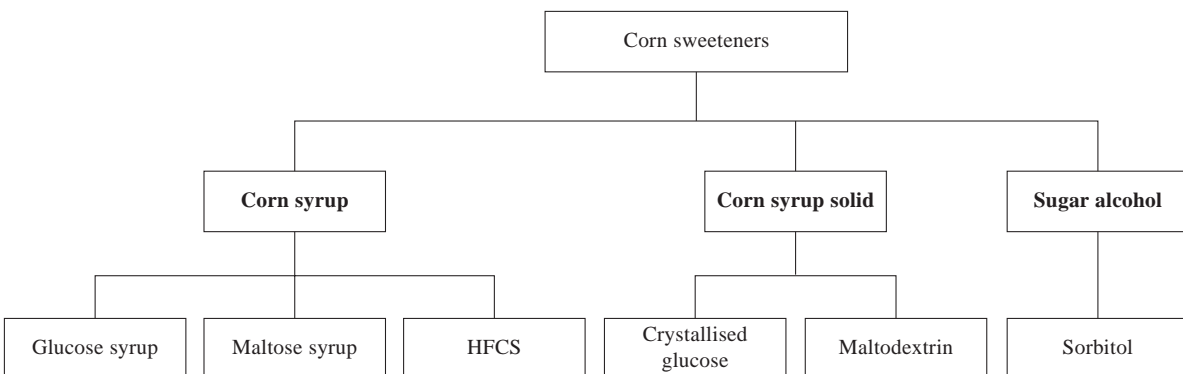 Corn sweeteners
Corn syrup
Corn syrup solid
Sugar alcohol
Glucose syrup
Maltose syrup
HFCS
Crystallised
glucose
Maltodextrin
Sorbitol